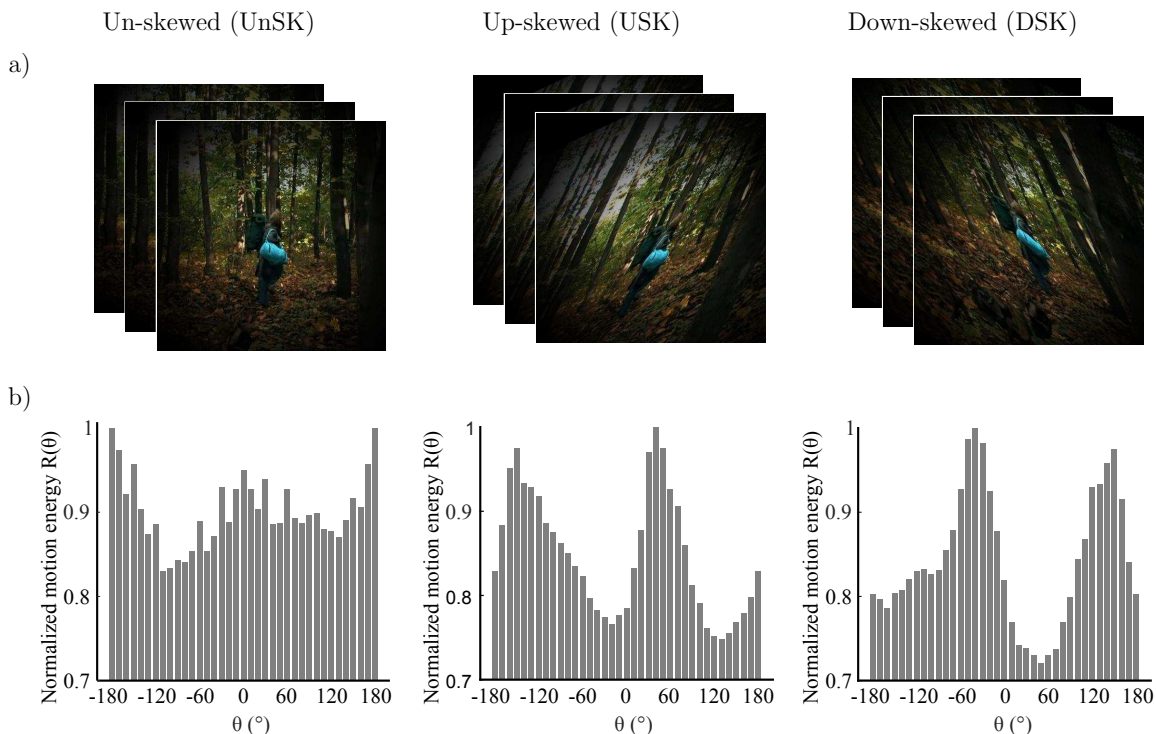 Un-skewed (UnSK) Up-skewed (USK) Down-skewed (DSK)
a)
b)
Normalized motion energy R(θ)
1
0.9
0.8
0.7
-180 -120 -60 0 60 120 180
θ (°)
Normalized motion energy R(θ)
1
0.9
0.8
0.7
-180 -120 -60 0 60 120 180
θ (°)
Normalized motion energy R(θ)
1
0.9
0.8
0.7
-180 -120 -60 0 60 120 180
θ (°)